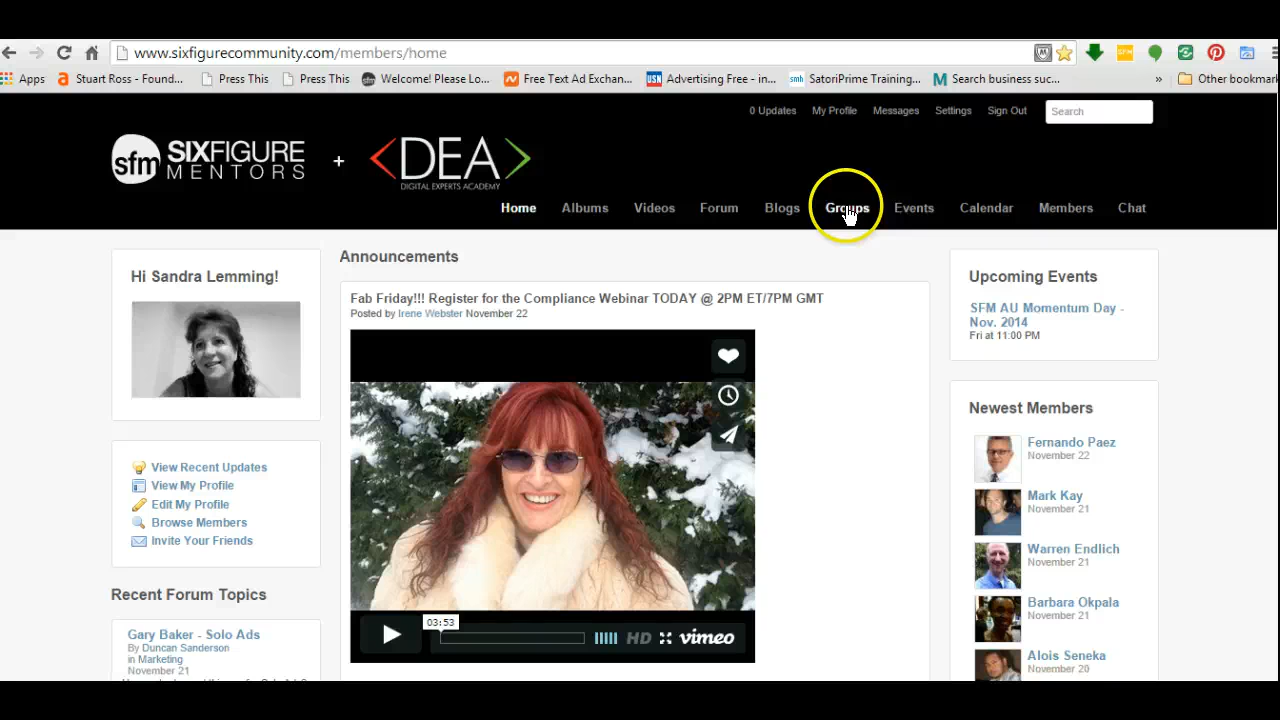 www.sixfigurecommunity.com/members/home
Apps
Stuart Ross - Found...
Press This
Press This
Welcome! Please Lo...
Free Text Ad Exchan...
Advertising Free - in...
SatoriPrime Training...
Search business suc...
»
Other bookmar
0 Updates
My Profile
Messages
Settings
Sign Out
Search
sfm SIXFIGURE
MENTORS
+
<DEA>
DIGITAL EXPERTS ACADEMY
Home
Albums
Videos
Forum
Blogs
Groups
Events
Calendar
Members
Chat
Hi Sandra Lemming!
View Recent Updates
View My Profile
Edit My Profile
Browse Members
Invite Your Friends
Recent Forum Topics
Gary Baker - Solo Ads
By Duncan Sanderson
in Marketing
November 21
Announcements
Fab Friday!!! Register for the Compliance Webinar TODAY @ 2PM ET/7PM GMT
Posted by Irene Webster November 22
03:53
HD
vimeo
Upcoming Events
SFM AU Momentum Day -
Nov. 2014
Fri at 11:00 PM
Newest Members
Fernando Paez
November 22
Mark Kay
November 21
Warren Endlich
November 21
Barbara Okpala
November 21
Alois Seneka
November 20